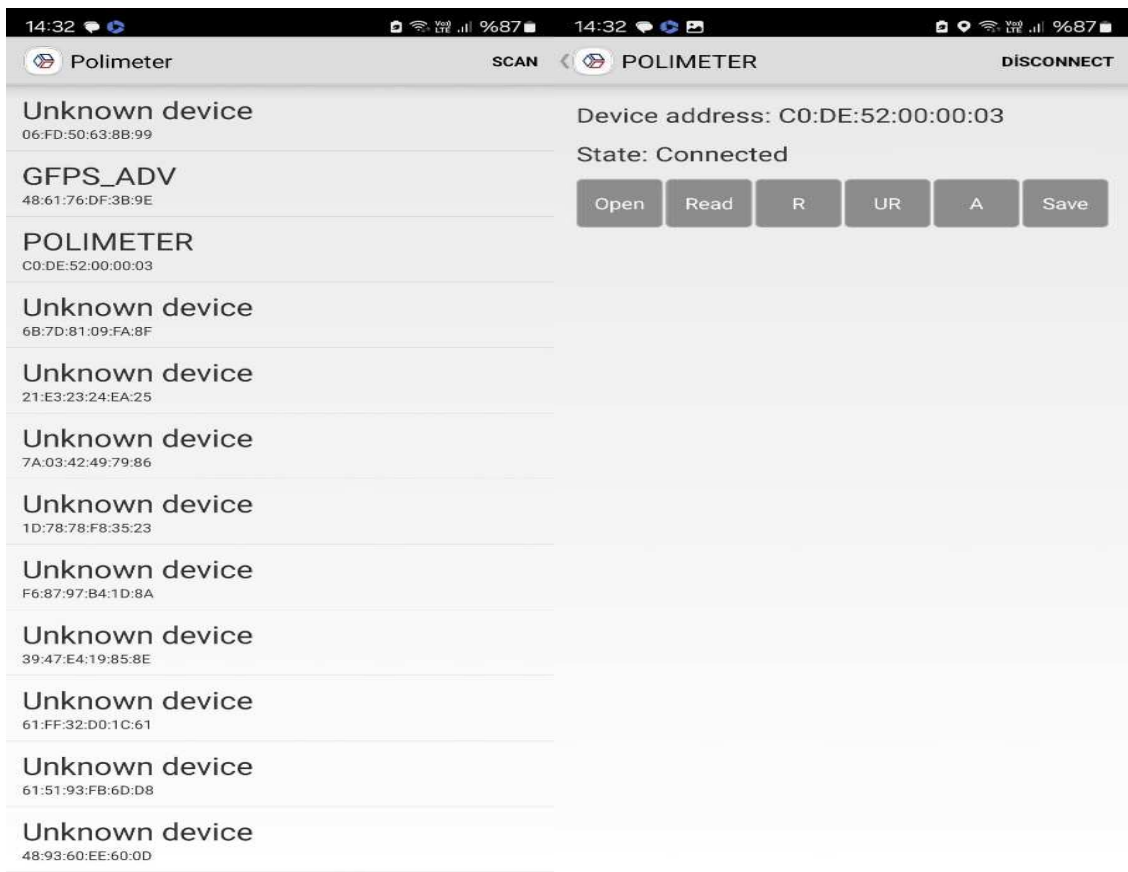 14:32 %87
Polimeter SCAN
Unknown device
06:FD:50:63:8B:99
GFPS_ADV
48:61:76:DF:3B:9E
POLIMETER
C0:DE:52:00:00:03
Unknown device
6B:7D:81:09:FA:8F
Unknown device
21:E3:23:24:EA:25
Unknown device
7A:03:42:49:79:86
Unknown device
1D:78:78:F8:35:23
Unknown device
F6:87:97:B4:1D:8A
Unknown device
39:47:E4:19:85:8E
Unknown device
61:FF:32:D0:1C:61
Unknown device
61:51:93:FB:6D:D8
Unknown device
48:93:60:EE:60:0D
14:32 %87
POLIMETER DİSCONNECT
Device address: C0:DE:52:00:00:03
State: Connected
Open Read R UR A Save